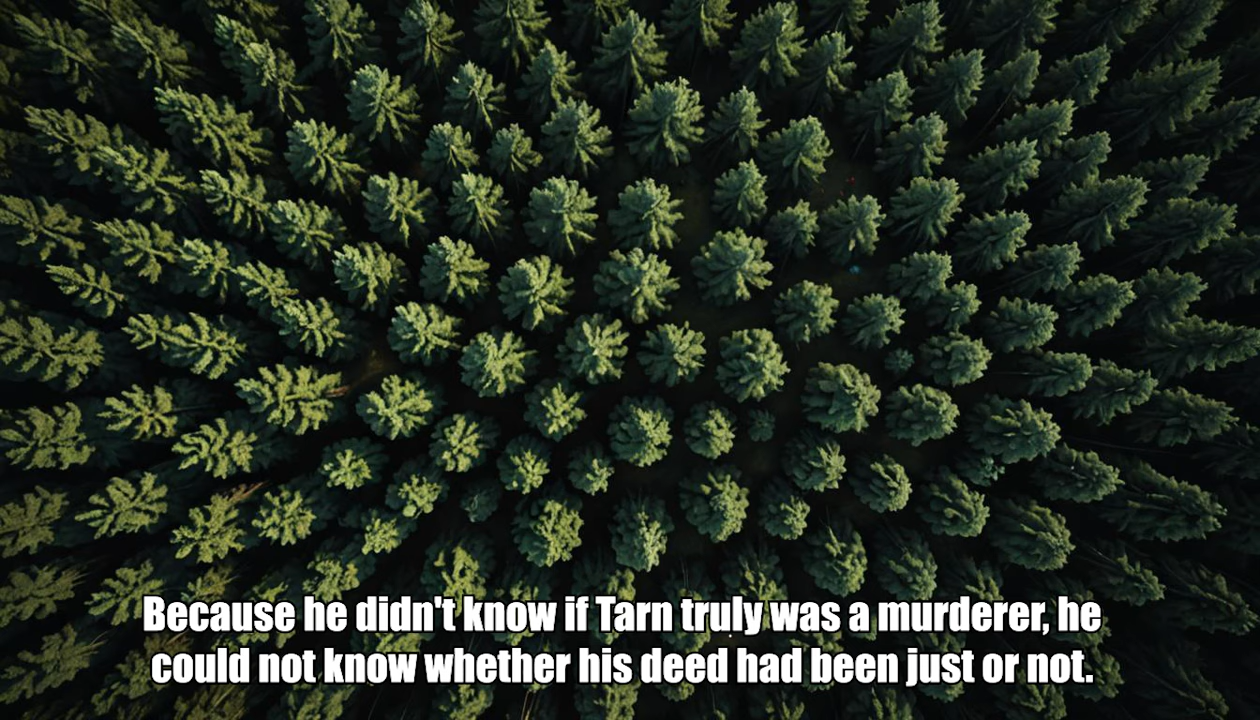 Because he didn't know if Tarn truly was a murderer, he
could not know whether his deed had been just or not.